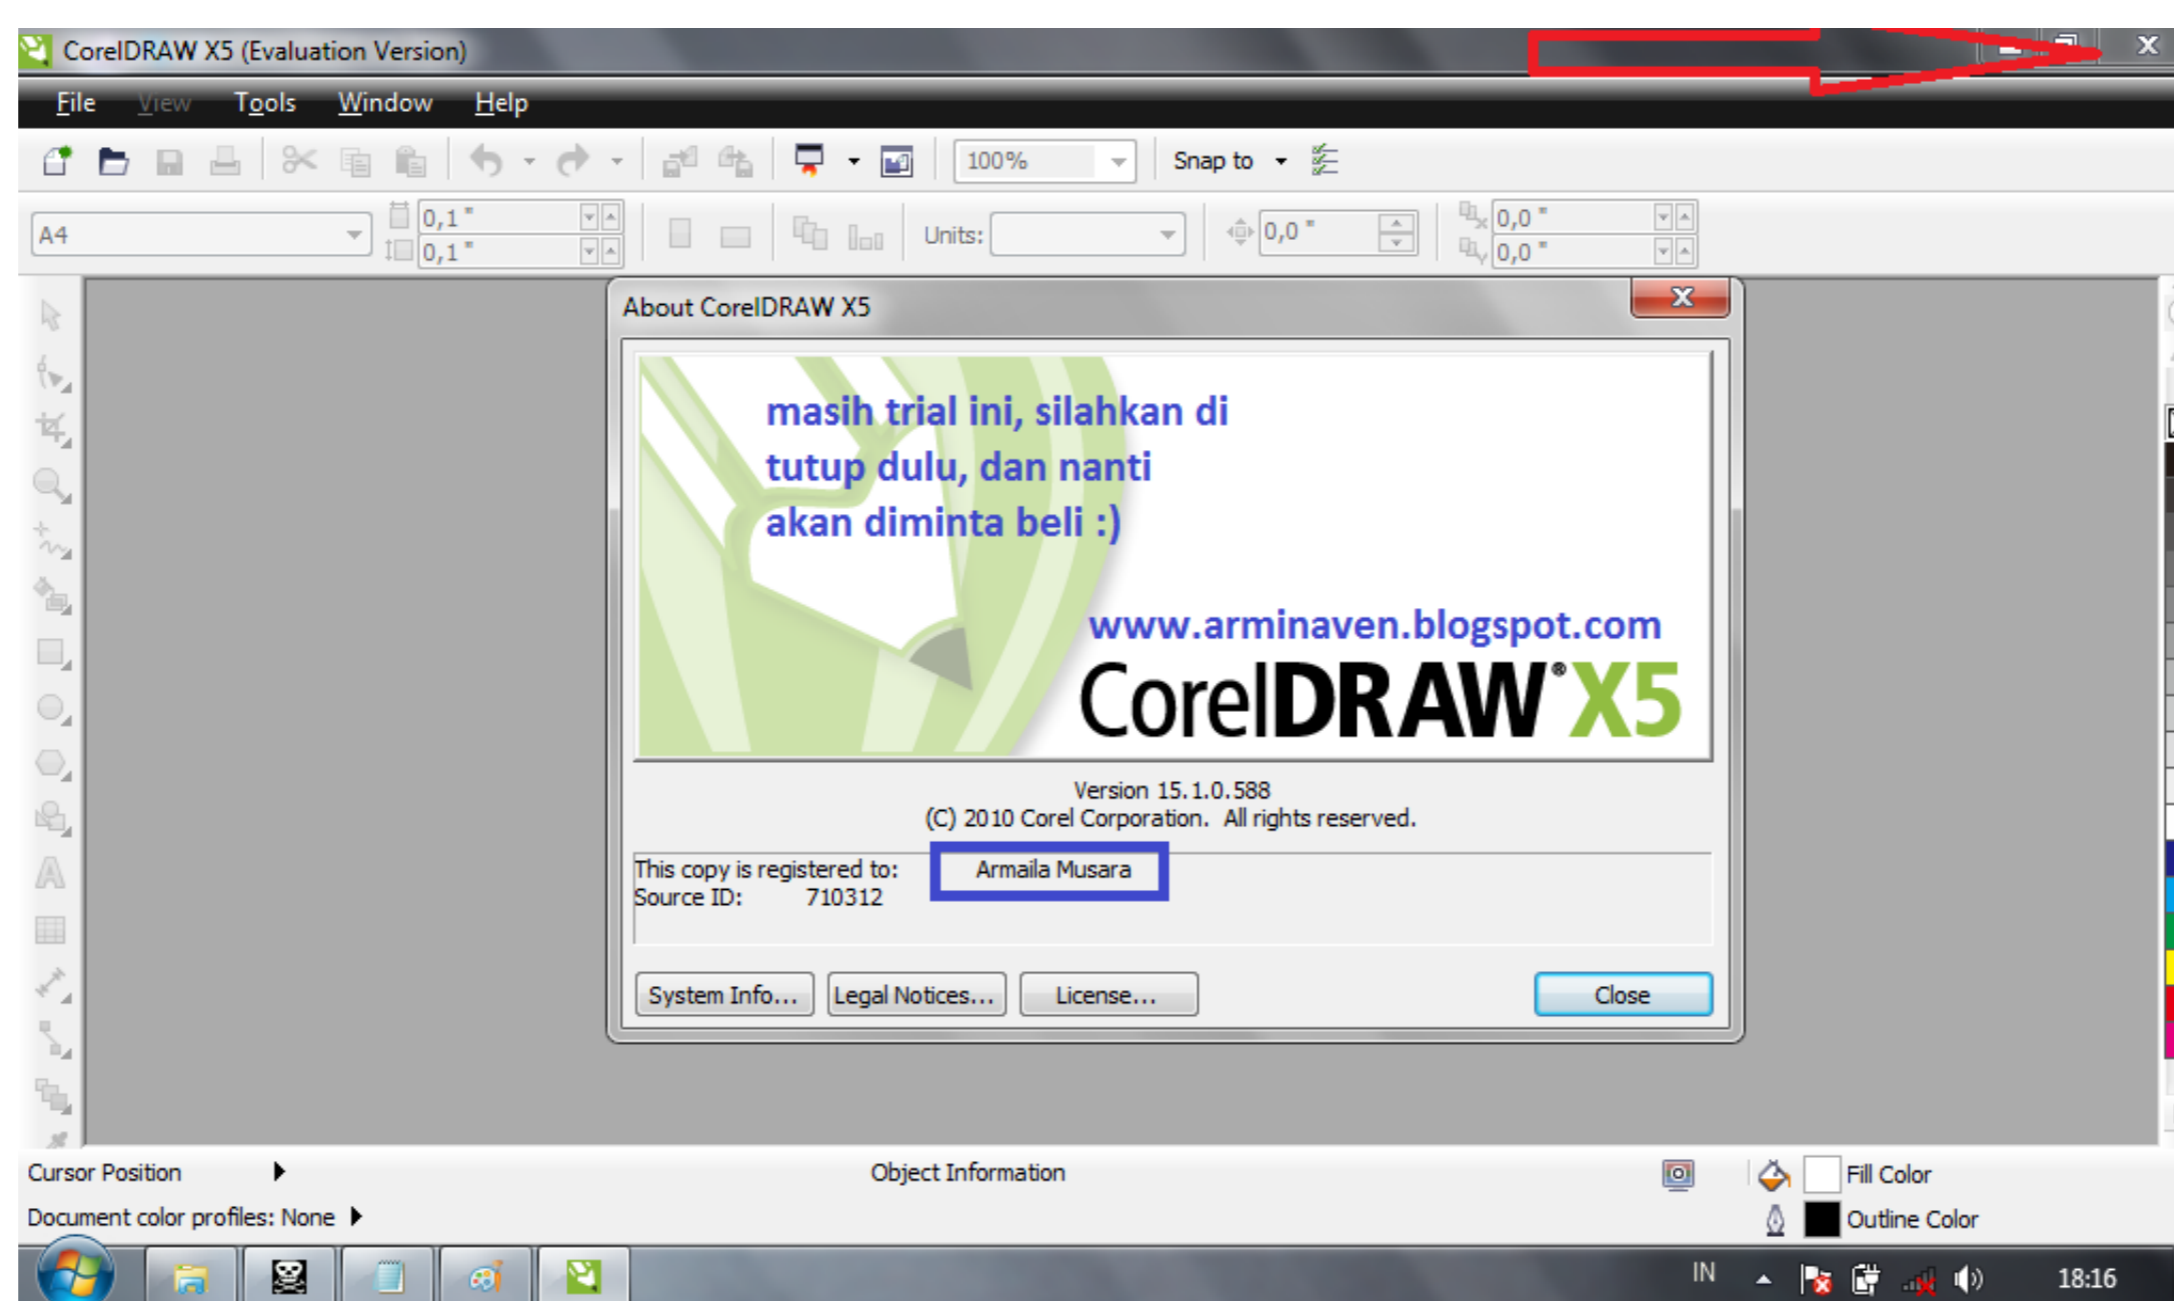 CorelDRAW X5 (Evaluation Version)
File View Tools Window Help
100% Snap to
A4 0,1 " Units: 0,0 " 0,0 "
0,1 " 0,0 "
About CorelDRAW X5
masih trial ini, silahkan di
tutup dulu, dan nanti
akan diminta beli :)
www.arminaven.blogspot.com
CorelDRAW® X5
Version 15.1.0.588
(C) 2010 Corel Corporation.  All rights reserved.
This copy is registered to: Armaila Musara
Source ID: 710312
System Info... Legal Notices... License... Close
Cursor Position Object Information Fill Color
Document color profiles: None Outline Color
IN 18:16